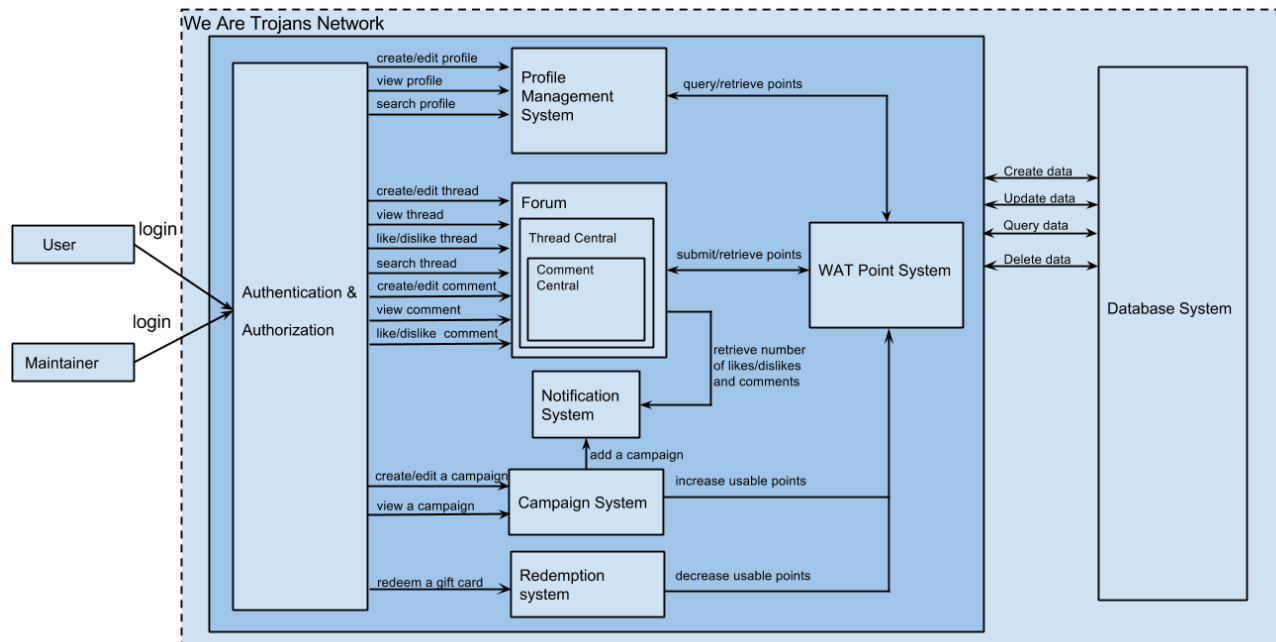 We Are Trojans Network
create/edit profile
view profile
search profile
Profile
Management
System
query/retrieve points
create/edit thread
view thread
like/dislike thread
search thread
create/edit comment
view comment
like/dislike  comment
Forum
Thread Central
Comment
Central
submit/retrieve points
WAT Point System
Create data
Update data
Query data
Delete data
Database System
login
User
login
Maintainer
Authentication &
Authorization
retrieve number
of likes/dislikes
and comments
Notification
System
add a campaign
create/edit a campaign
view a campaign
Campaign System
increase usable points
redeem a gift card
Redemption
system
decrease usable points